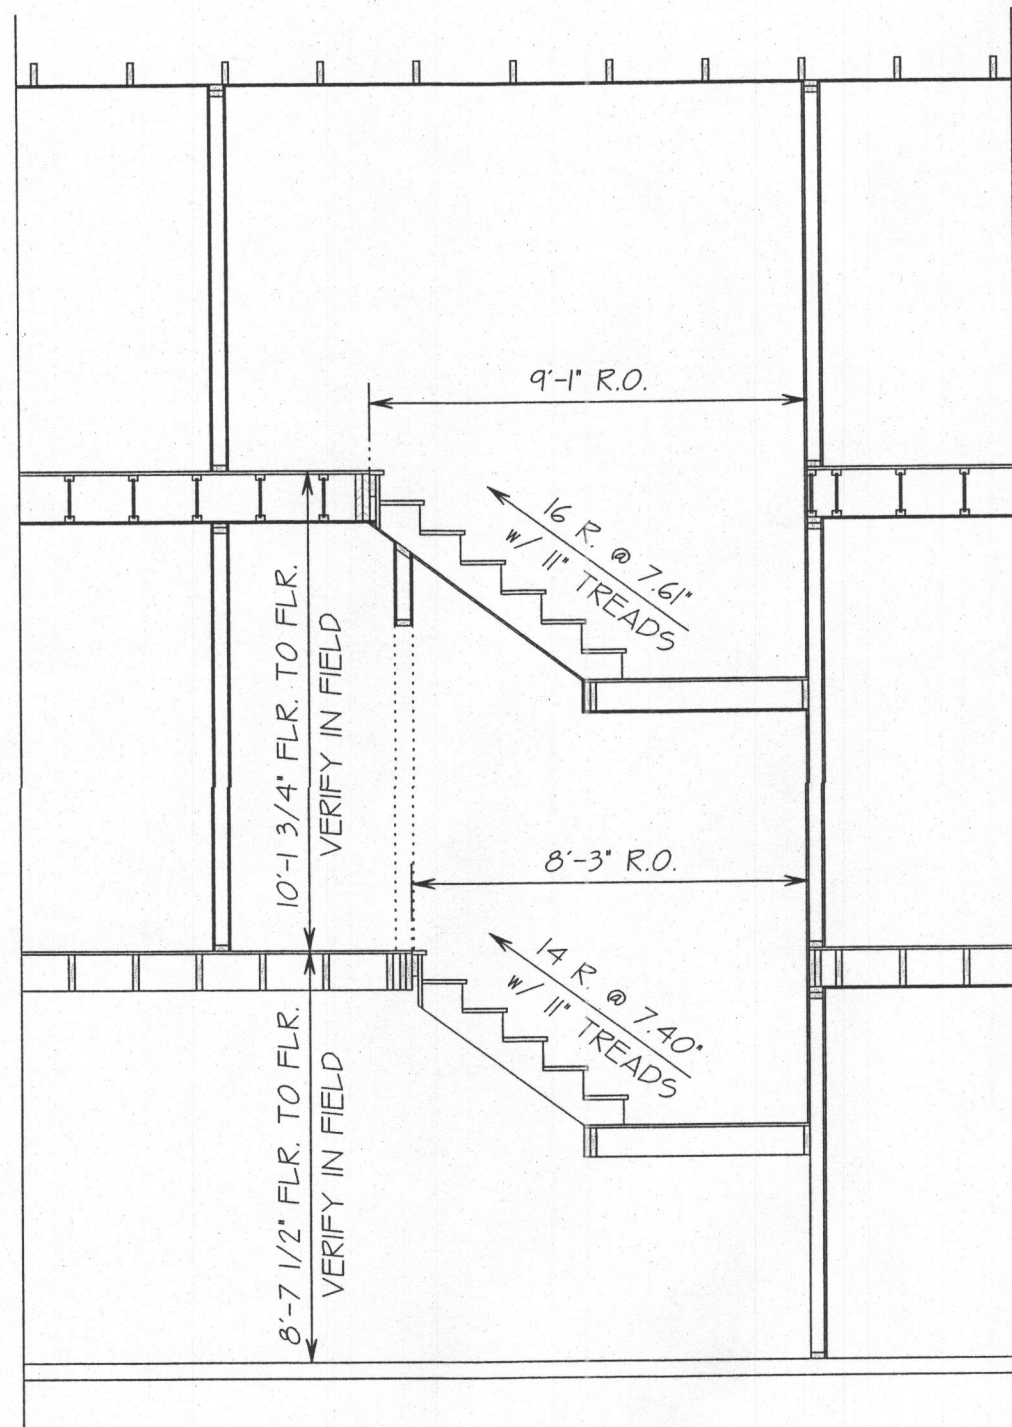 9'-1" R.O.
16 R. @ 7.61"
w/ 11" TREADS
10'-1 3/4" FLR. TO FLR.
VERIFY IN FIELD
8'-3" R.O.
14 R. @ 7.40"
w/ 11" TREADS
8'-7 1/2" FLR. TO FLR.
VERIFY IN FIELD